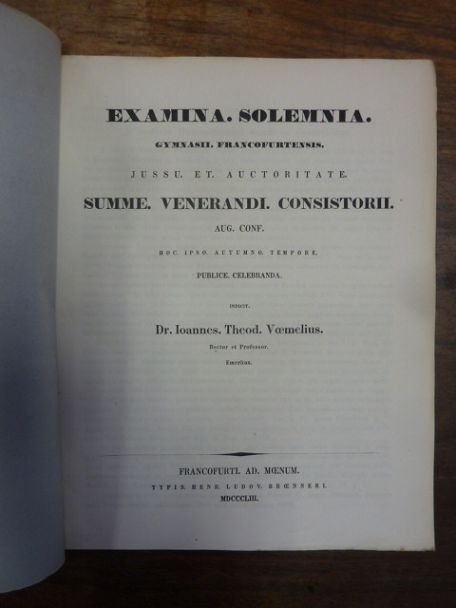 EXAMINA. SOLEMNIA.
GYMNASII. FRANCOFURTENSIS.
JUSSU. ET. AUCTORITATE.
SUMME. VENERANDI. CONSISTORII.
AUG. CONF.
HOC. IPSO. AUTUMNO. TEMPORE.
PUBLICE. CELEBRANDA.
INDICIT.
Dr. Ioannes. Theod. Vœmelius.
Rector et Professor.
Emeritus.
FRANCOFURTI. AD. MŒNUM.
TYPIS. HENR. LUDOV. BRŒNNERI.
MDCCCLIII.